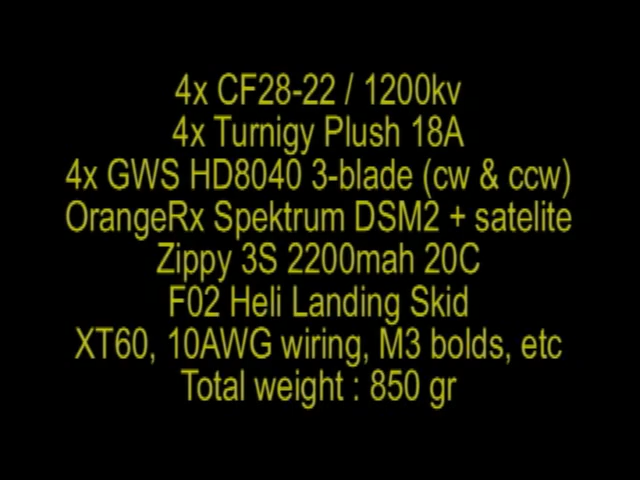 4x CF28-22 / 1200kv
4x Turnigy Plush 18A
4x GWS HD8040 3-blade (cw & ccw)
OrangeRx Spektrum DSM2 + satelite
Zippy 3S 2200mah 20C
F02 Heli Landing Skid
XT60, 10AWG wiring, M3 bolds, etc
Total weight : 850 gr